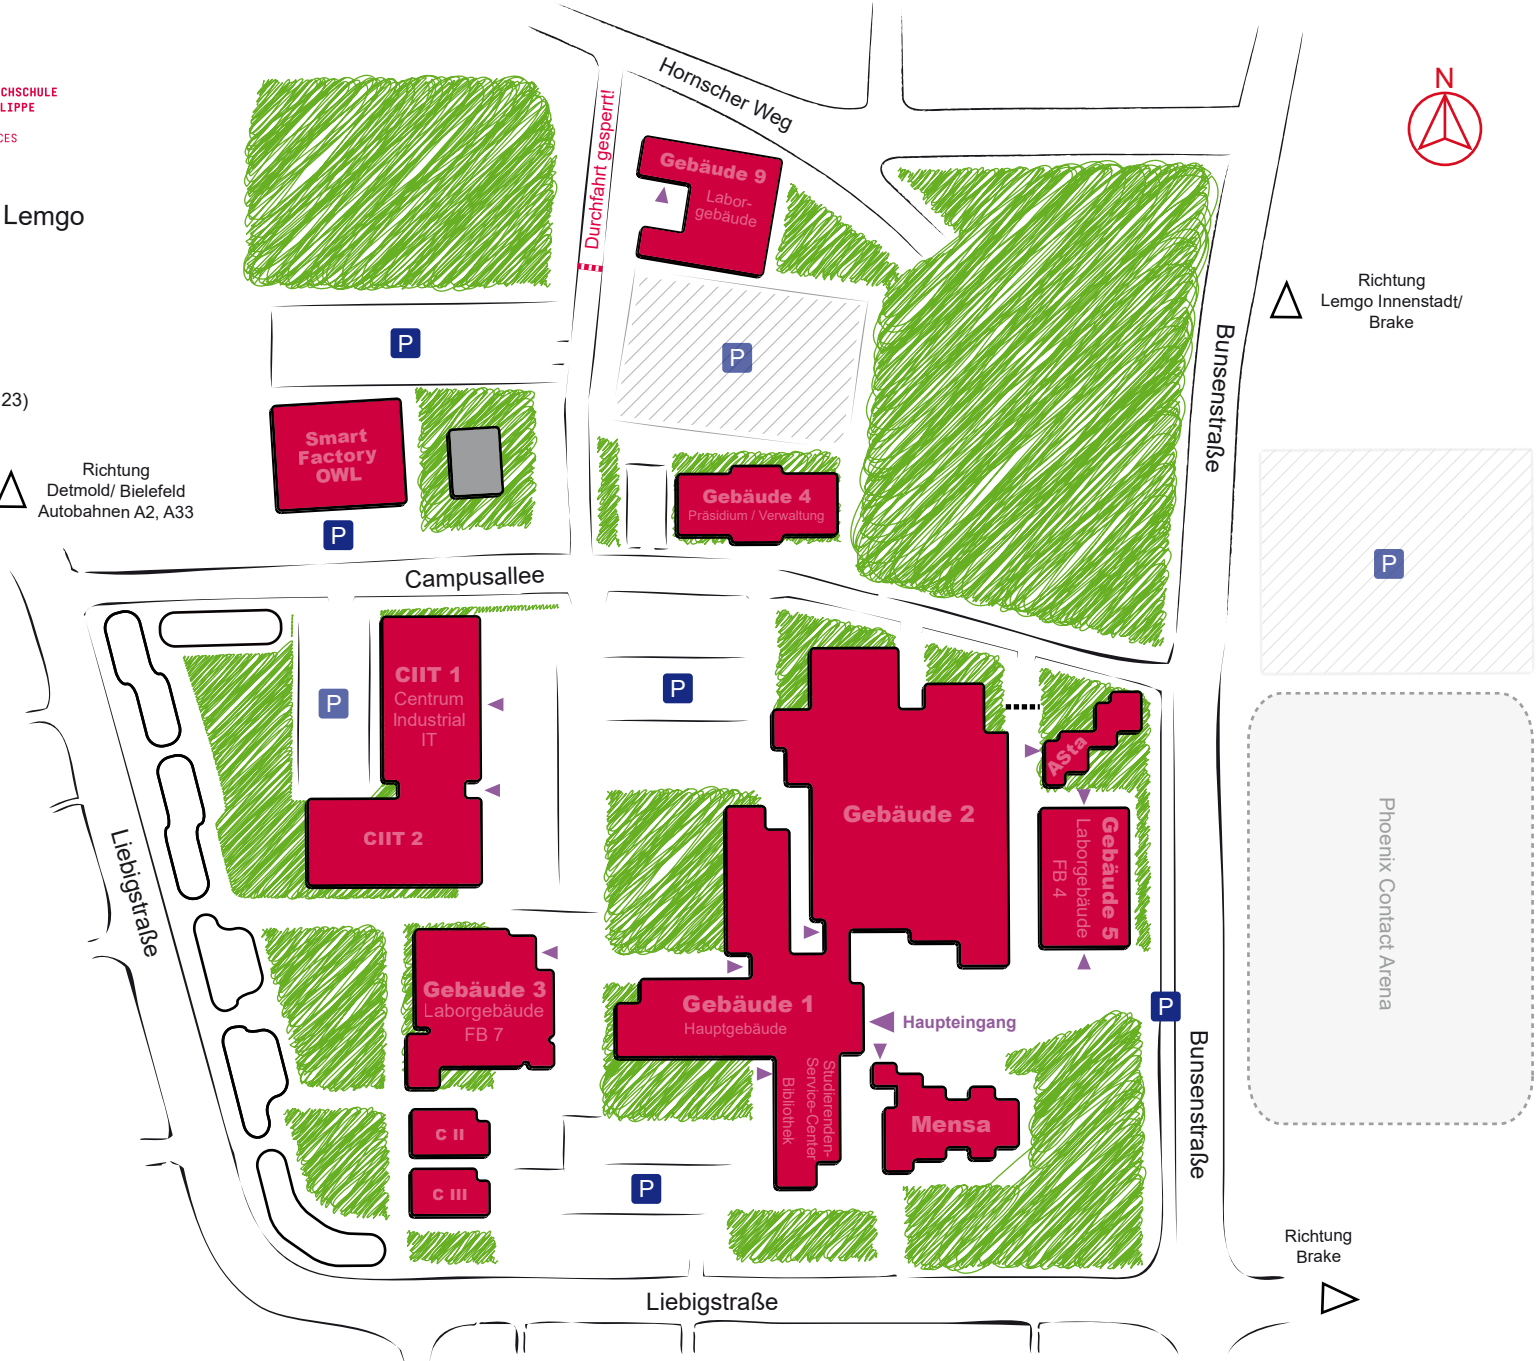 CHSCHULE
LIPPE
CES
Lemgo
23)
N
Hornscher Weg
Durchfahrt gesperrt!
Gebäude 9
Labor-
gebäude
Richtung
Lemgo Innenstadt/
Brake
P
P
Bunsenstraße
Smart
Factory
OWL
Richtung
Detmold/ Bielefeld
Autobahnen A2, A33
Gebäude 4
Präsidium / Verwaltung
P
P
Campusallee
CIIT 1
Centrum
Industrial
IT
P
P
ASta
Gebäude 2
CIIT 2
Gebäude 5
Laborgebäude
FB 4
Phoenix Contact Arena
Liebigstraße
Gebäude 3
Laborgebäude
FB 7
Gebäude 1
Hauptgebäude
Haupteingang
P
Studierenden-
Service-Center
Bibliothek
Mensa
Bunsenstraße
C II
C III
P
Richtung
Brake
Liebigstraße